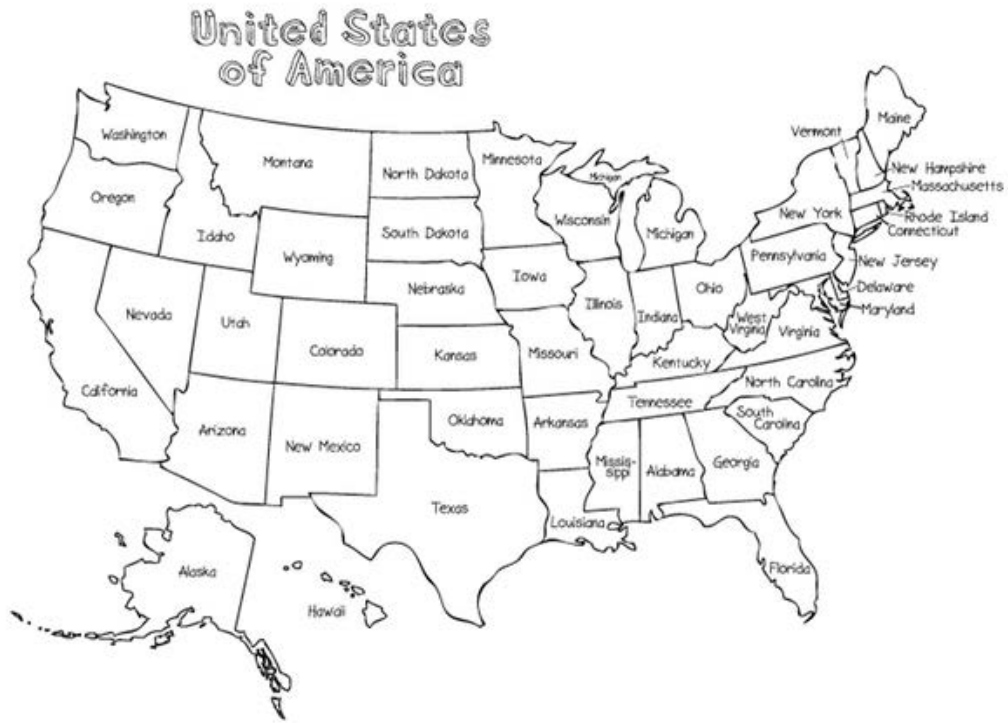 United States
of America
Washington
Oregon
California
Idaho
Nevada
Montana
Wyoming
Utah
Arizona
Colorado
New Mexico
North Dakota
South Dakota
Nebraska
Kansas
Oklahoma
Texas
Minnesota
Iowa
Missouri
Arkansas
Louisiana
Wisconsin
Illinois
Michigan
Michigan
Indiana
Ohio
Kentucky
Tennessee
Missis-
sippi
Alabama
Georgia
Florida
South
Carolina
North Carolina
Virginia
West
Virginia
Pennsylvania
New York
Vermont
Maine
New Hampshire
Massachusetts
Rhode Island
Connecticut
New Jersey
Delaware
Maryland
Alaska
Hawaii